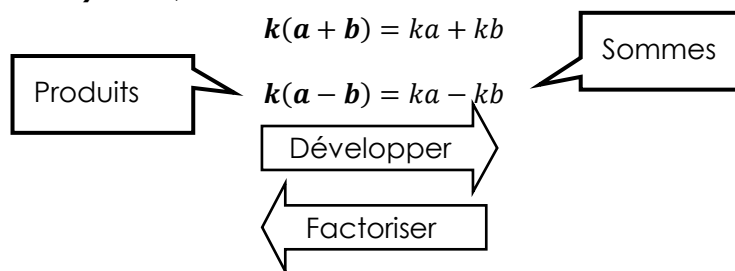 k(a + b) = ka + kb
Sommes
Produits
k(a − b) = ka − kb
Développer
Factoriser